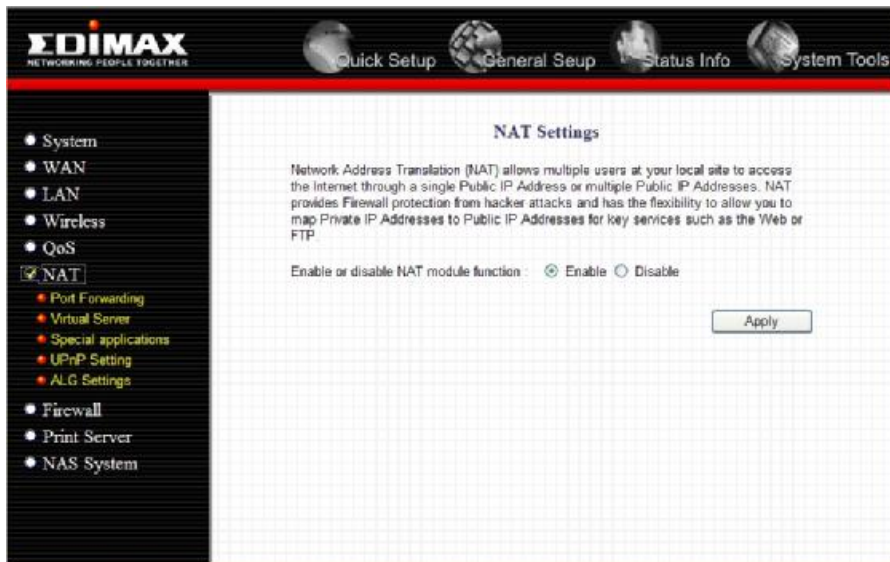 EDIMAX
NETWORKING PEOPLE TOGETHER
Quick Setup
General Seup
Status Info
System Tools
System
WAN
LAN
Wireless
QoS
NAT
Port Forwarding
Virtual Server
Special applications
UPnP Setting
ALG Settings
Firewall
Print Server
NAS System
NAT Settings
Network Address Translation (NAT) allows multiple users at your local site to access
the Internet through a single Public IP Address or multiple Public IP Addresses. NAT
provides Firewall protection from hacker attacks and has the flexibility to allow you to
map Private IP Addresses to Public IP Addresses for key services such as the Web or
FTP.
Enable or disable NAT module function : Enable Disable
Apply